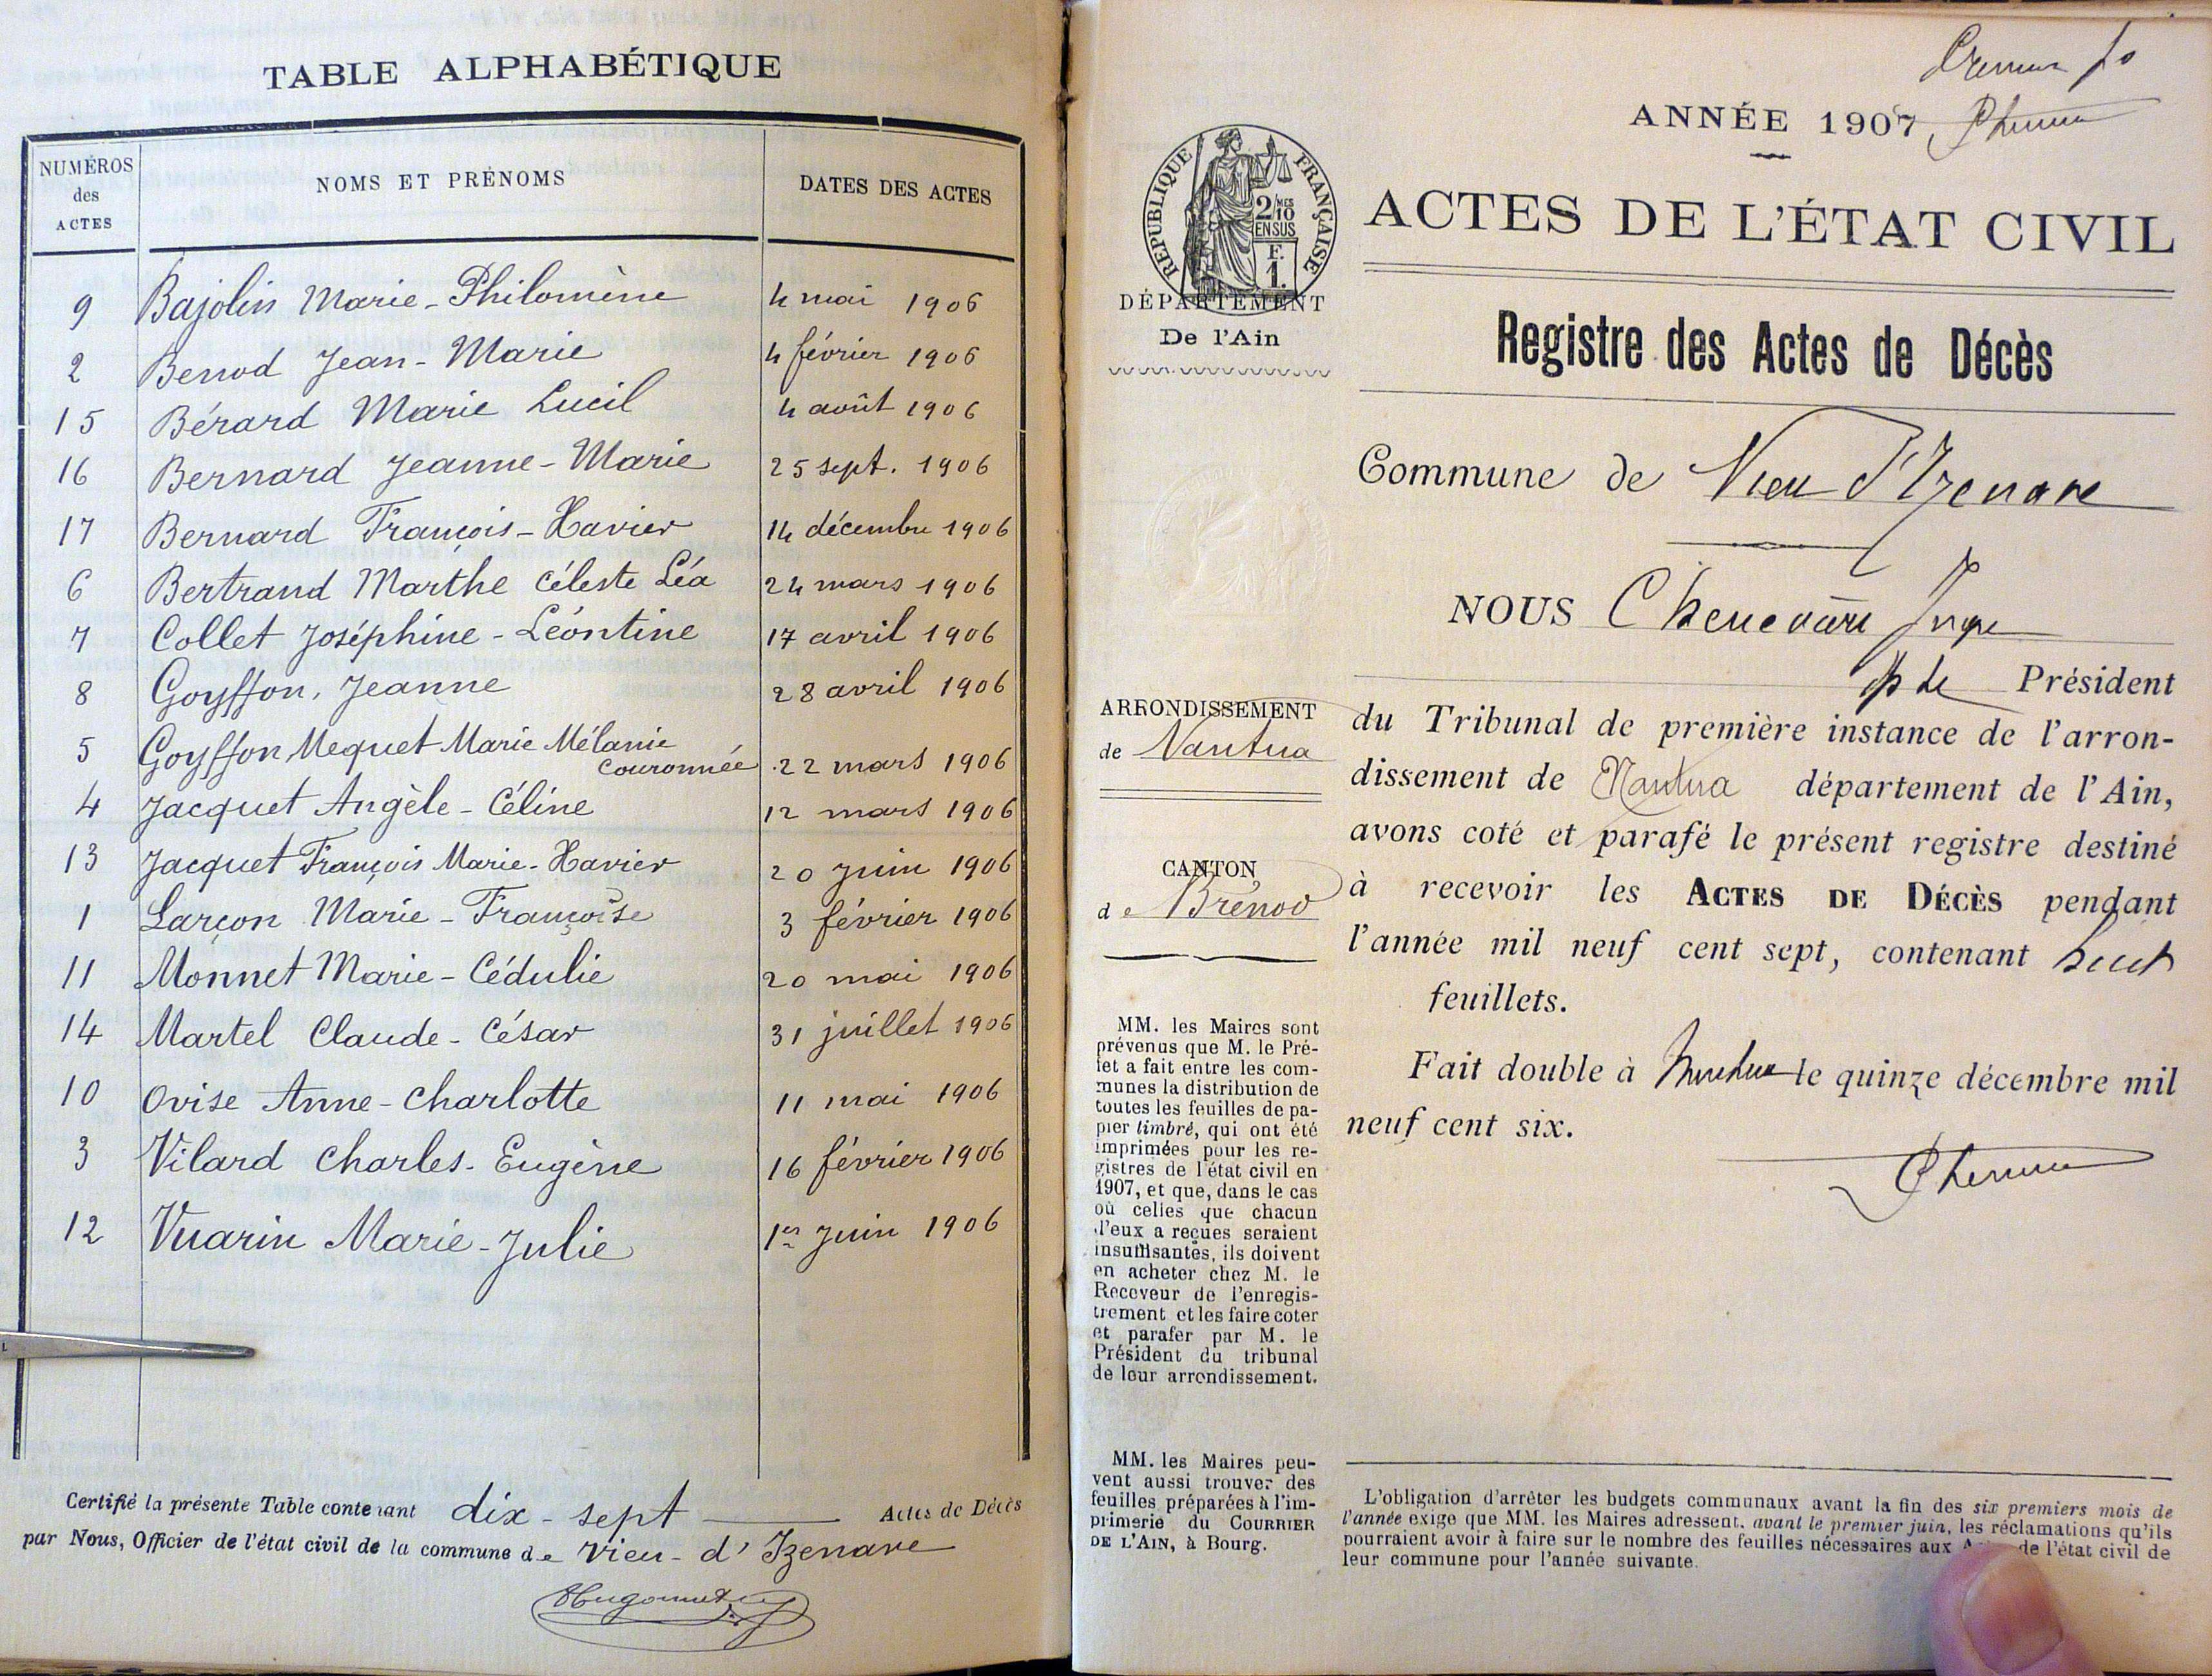 TABLE ALPHABÉTIQUE
NUMÉROS
des
ACTES
NOMS ET PRÉNOMS
DATES DES ACTES
9 Bajolin Marie-Philomène 4 mai 1906
2 Benod Jean-Marie 4 février 1906
15 Bérard Marie Lucil 4 août 1906
16 Bernard Jeanne-Marie 25 sept. 1906
17 Bernard François-Xavier 14 décembre 1906
6 Bertrand Marthe Céleste Léa 24 mars 1906
7 Collet Joséphine-Léontine 17 avril 1906
8 Goyffon, Jeanne 28 avril 1906
5 Goyffon Mequet Marie Mélanie
Couronnée 22 mars 1906
4 Jacquet Angèle-Céline 12 mars 1906
13 Jacquet François Marie-Xavier 20 Juin 1906
1 Larçon Marie-Françoise 3 février 1906
11 Monnet Marie-Cédulie 20 mai 1906
14 Martel Claude-César 31 juillet 1906
10 Ovise Anne-Charlotte 11 mai 1906
3 Vilard Charles-Eugène 16 février 1906
12 Vuarin Marie-Julie 1er Juin 1906
Certifié la présente Table contenant dix-sept Actes de Décès
par Nous, Officier de l'état civil de la commune de Vieu-d'Izenave
Hugonnet
ANNÉE 1907
RÉPUBLIQUE FRANÇAISE
2/10
MES
EN SUS
F.
1.
ACTES DE L'ÉTAT CIVIL
DÉPARTEMENT
De l'Ain
Registre des Actes de Décès
Commune de Vieu d'Izenave
NOUS Juge
Président
ARRONDISSEMENT
de Nantua
du Tribunal de première instance de l'arron-
dissement de Nantua département de l'Ain,
avons coté et parafé le présent registre destiné
à recevoir les ACTES DE DÉCÈS pendant
l'année mil neuf cent sept, contenant huit
feuillets.
Fait double à Nantua le quinze décembre mil
neuf cent six.
CANTON
de Brénod
MM. les Maires sont
prévenus que M. le Pré-
fet a fait entre les com-
munes la distribution de
toutes les feuilles de pa-
pier timbré, qui ont été
imprimées pour les re-
gistres de l'état civil en
1907, et que, dans le cas
où celles que chacun
d'eux a reçues seraient
insuffisantes, ils doivent
en acheter chez M. le
Receveur de l'enregis-
trement et les faire coter
et parafer par M. le
Président du tribunal
de leur arrondissement.
MM. les Maires peu-
vent aussi trouver des
feuilles préparées à l'im-
primerie du COURRIER
DE L'AIN, à Bourg.
L'obligation d'arrêter les budgets communaux avant la fin des six premiers mois de
l'année exige que MM. les Maires adressent, avant le premier juin, les réclamations qu'ils
pourraient avoir à faire sur le nombre des feuilles nécessaires aux de l'état civil de
leur commune pour l'année suivante.